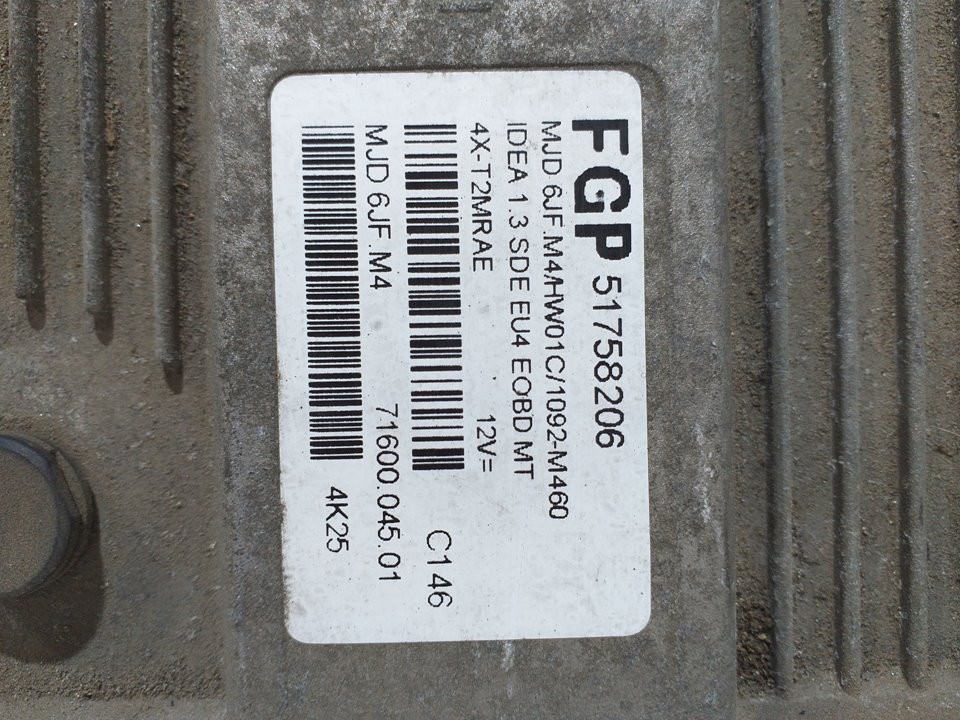 FGP 51758206
MJD 6JF.M4/HW01C/1092-M460
IDEA 1.3 SDE EU4 EOBD MT
4X-T2MRAE 12V=
C146
MJD 6JF.M4 71600.045.01
4K25